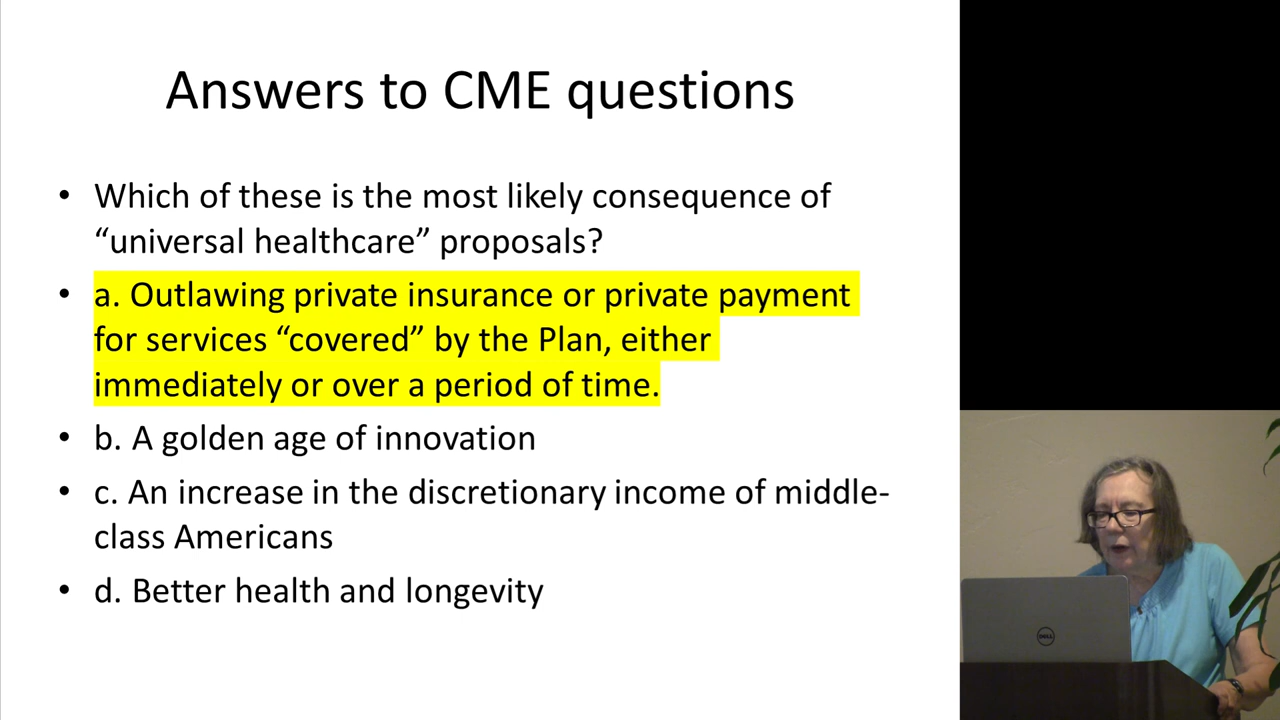 Answers to CME questions
• Which of these is the most likely consequence of
“universal healthcare” proposals?
• a. Outlawing private insurance or private payment
for services “covered” by the Plan, either
immediately or over a period of time.
• b. A golden age of innovation
• c. An increase in the discretionary income of middle-
class Americans
• d. Better health and longevity
DELL